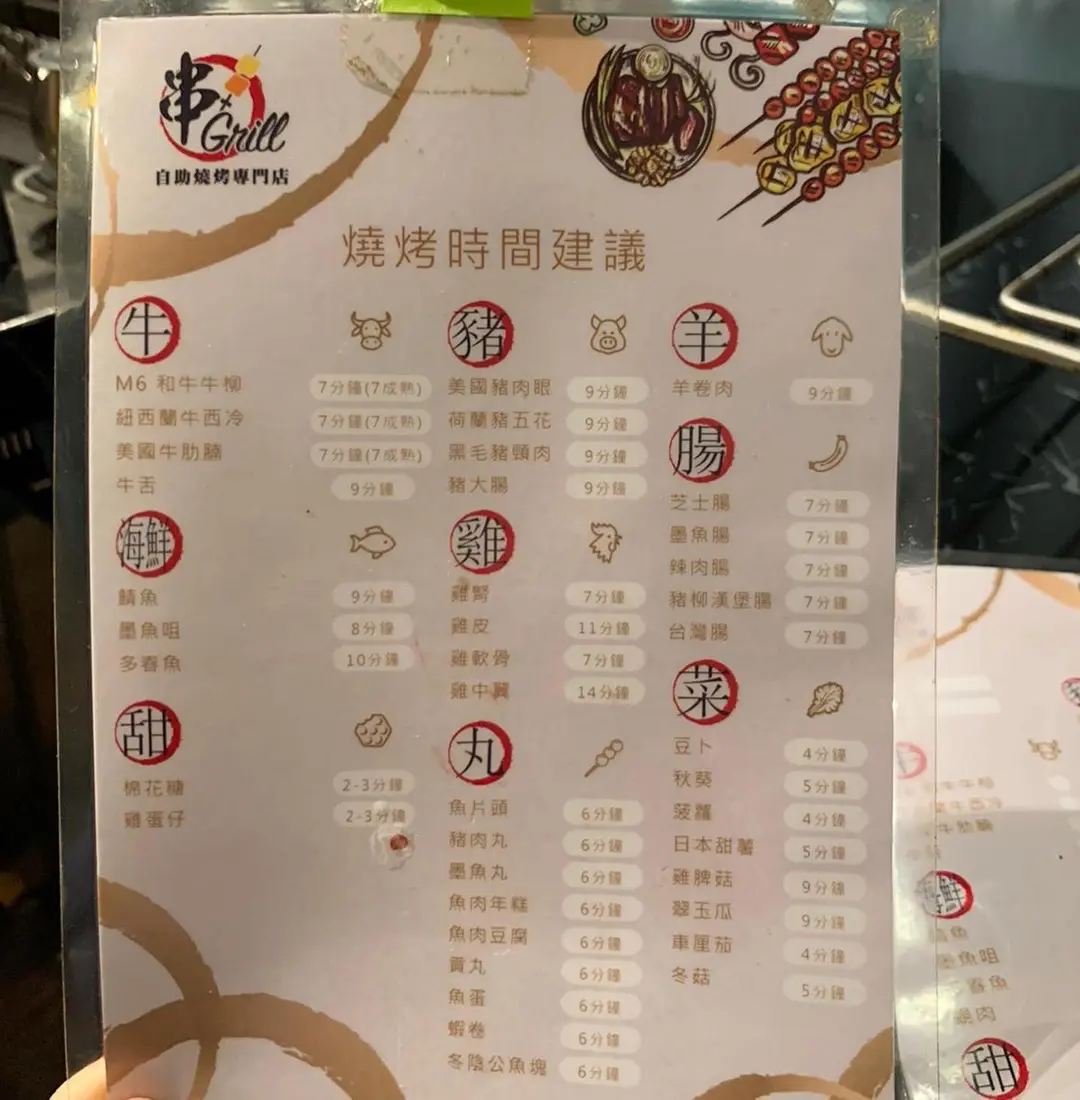 串
Grill
自助燒烤專門店
燒烤時間建議
牛
M6 和牛牛柳 7分鐘(7成熟)
紐西蘭牛西冷 7分鐘(7成熟)
美國牛肋腩 7分鐘(7成熟)
牛舌 9分鐘
海鮮
鯖魚 9分鐘
墨魚咀 8分鐘
多春魚 10分鐘
甜
棉花糖 2-3分鐘
雞蛋仔 2-3分鐘
豬
美國豬肉眼 9分鐘
荷蘭豬五花 9分鐘
黑毛豬頸肉 9分鐘
豬大腸 9分鐘
雞
雞腎 7分鐘
雞皮 11分鐘
雞軟骨 7分鐘
雞中翼 14分鐘
丸
魚片頭 6分鐘
豬肉丸 6分鐘
墨魚丸 6分鐘
魚肉年糕 6分鐘
魚肉豆腐 6分鐘
貢丸 6分鐘
魚蛋 6分鐘
蝦卷 6分鐘
冬陰公魚塊 6分鐘
羊
羊卷肉 9分鐘
腸
芝士腸 7分鐘
墨魚腸 7分鐘
辣肉腸 7分鐘
豬柳漢堡腸 7分鐘
台灣腸 7分鐘
菜
豆卜 4分鐘
秋葵 5分鐘
菠蘿 4分鐘
日本甜薯 5分鐘
雞脾菇 9分鐘
翠玉瓜 9分鐘
車厘茄 4分鐘
冬菇 5分鐘
牛肋腩
海鮮
墨魚咀
春魚
甜